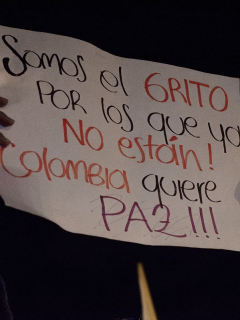 Somos el GRITO
POR los que ya
NO están!
Colombia quiere
PAZ!!!